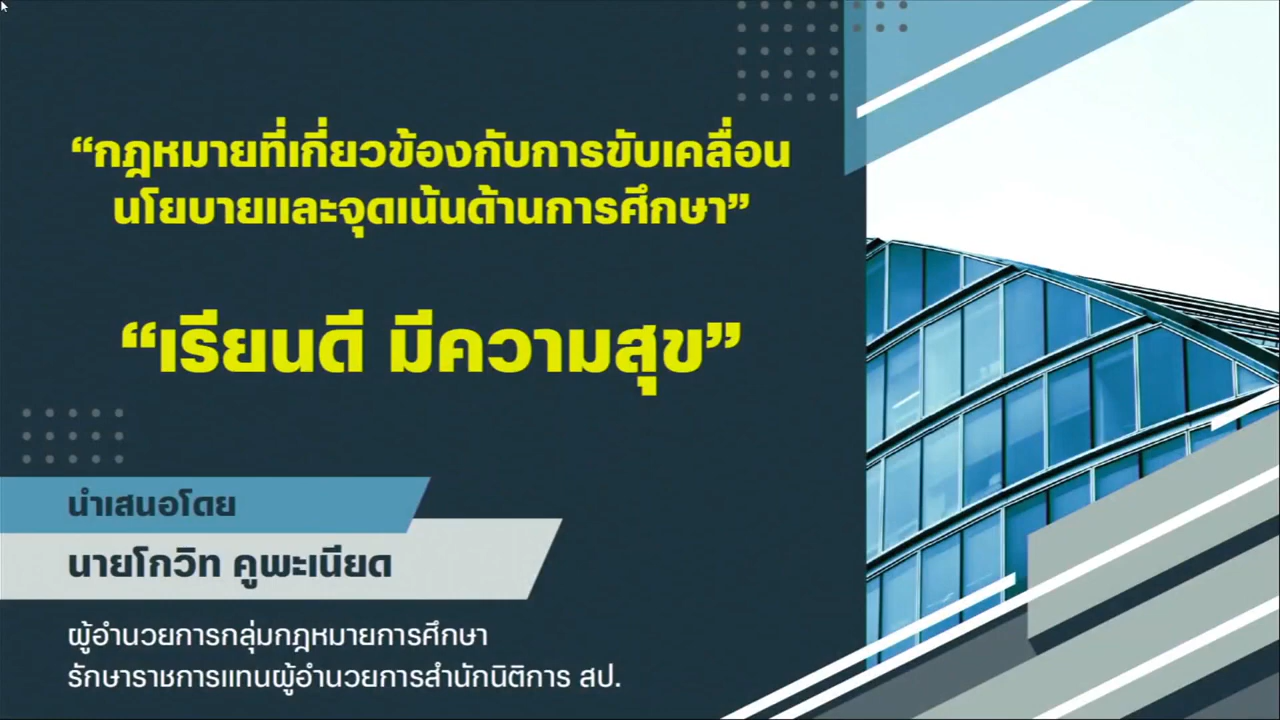 “กฎหมายที่เกี่ยวข้องกับการขับเคลื่อน
นโยบายและจุดเน้นด้านการศึกษา”
“เรียนดี มีความสุข”
นำเสนอโดย
นายโกวิท คูพะเนียด
ผู้อำนวยการกลุ่มกฎหมายการศึกษา
รักษาราชการแทนผู้อำนวยการสำนักนิติการ สป.